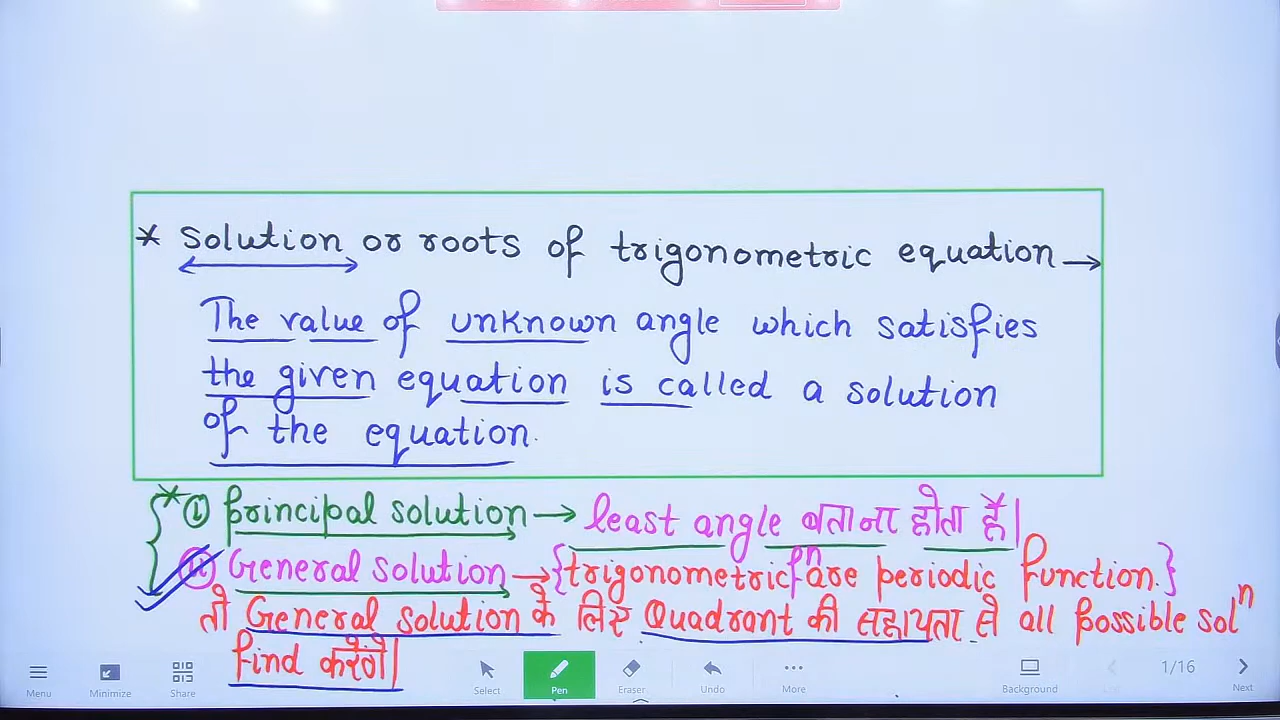 * Solution or roots of trigonometric equation →
The value of unknown angle which satisfies
the given equation is called a solution
of the equation.
* (i) Principal solution → least angle बताना होता है।
(ii) General solution → {trigonometric fⁿ are periodic function.}
तो General solution के लिए Quadrant की सहायता से all possible solⁿ
find करेंगे।
Menu Minimize Share Select Pen Eraser Undo More Background 1/16 Next